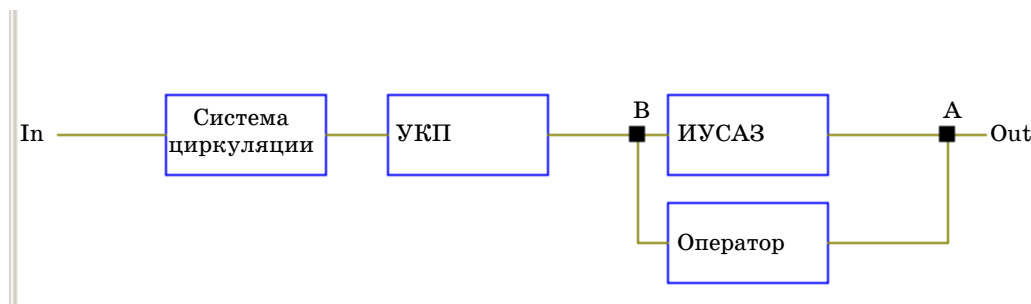 In
Система
циркуляции
УКП
B
ИУСАЗ
A
Out
Оператор